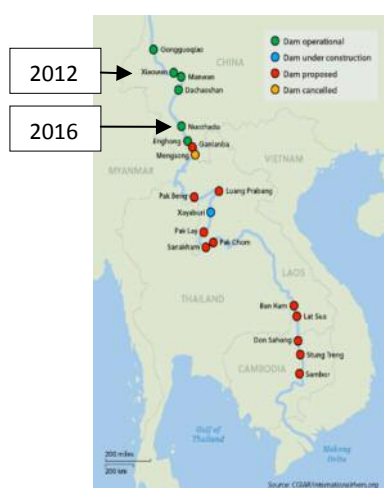 2012
2016
Gongguoqiao
Dam operational
Dam under construction
Dam proposed
Dam cancelled
CHINA
Xiaowan
Manwan
Dachaoshan
Nuozhadu
Jinghong
Ganlanba
Mengsong
MYANMAR
VIETNAM
Luang Prabang
Pak Beng
Xayaburi
Pak Lay
Pak Chom
Sanakham
LAOS
THAILAND
Ban Kum
Lat Sua
Don Sahong
Stung Treng
CAMBODIA
Sambor
Gulf of
Thailand
Mekong
Delta
200 miles
200 km
Source: CGIAR/Internationalrivers.org